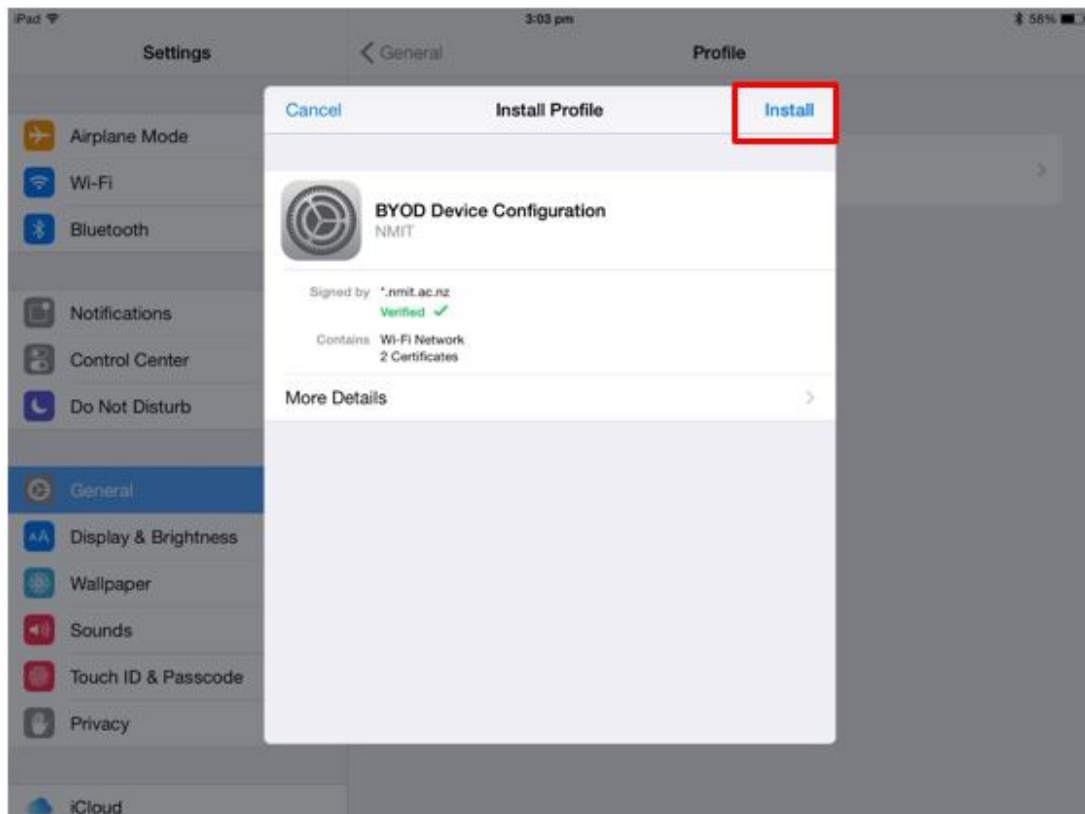 iPad 3:03 pm 58%
Settings
General Profile
Cancel Install Profile Install
Airplane Mode
Wi-Fi
Bluetooth
Notifications
Control Center
Do Not Disturb
General
Display & Brightness
Wallpaper
Sounds
Touch ID & Passcode
Privacy
iCloud
BYOD Device Configuration
NMIT
Signed by *.nmit.ac.nz
Verified ✓
Contains Wi-Fi Network
2 Certificates
More Details